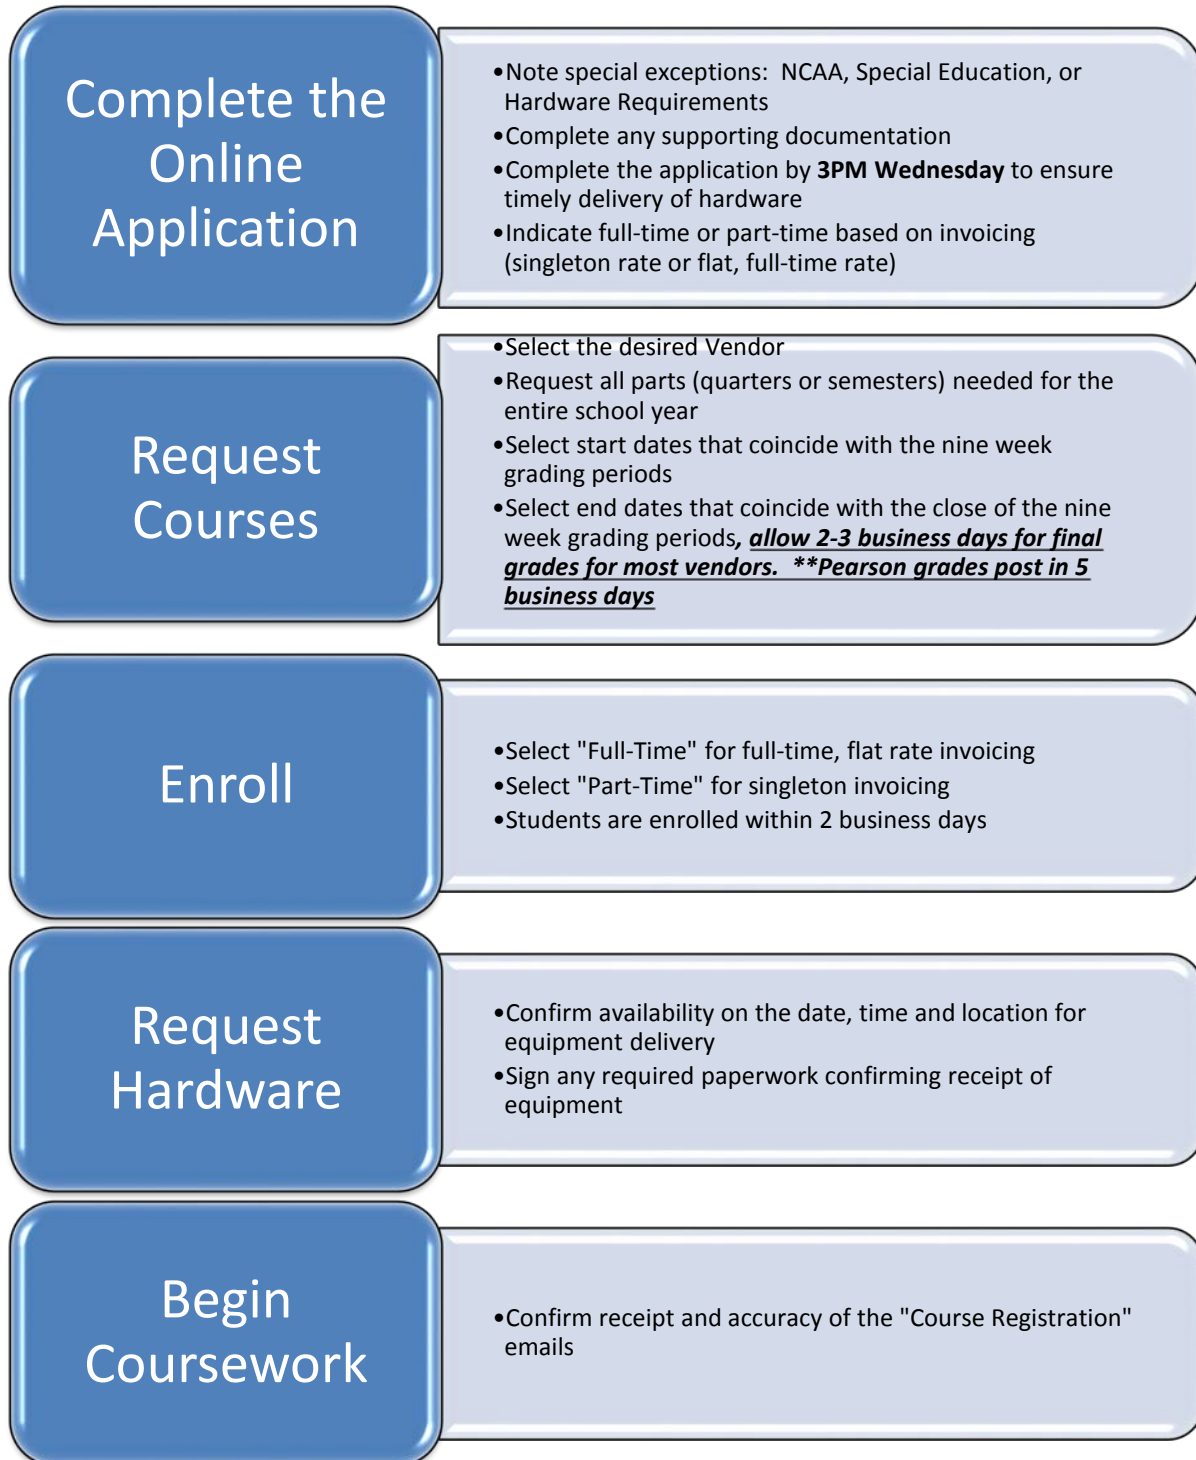 Complete the
Online
Application
•Note special exceptions:  NCAA, Special Education, or
Hardware Requirements
•Complete any supporting documentation
•Complete the application by 3PM Wednesday to ensure
timely delivery of hardware
•Indicate full-time or part-time based on invoicing
(singleton rate or flat, full-time rate)
Request
Courses
•Select the desired Vendor
•Request all parts (quarters or semesters) needed for the
entire school year
•Select start dates that coincide with the nine week
grading periods
•Select end dates that coincide with the close of the nine
week grading periods, allow 2-3 business days for final
grades for most vendors.  **Pearson grades post in 5
business days
Enroll
•Select "Full-Time" for full-time, flat rate invoicing
•Select "Part-Time" for singleton invoicing
•Students are enrolled within 2 business days
Request
Hardware
•Confirm availability on the date, time and location for
equipment delivery
•Sign any required paperwork confirming receipt of
equipment
Begin
Coursework
•Confirm receipt and accuracy of the "Course Registration"
emails